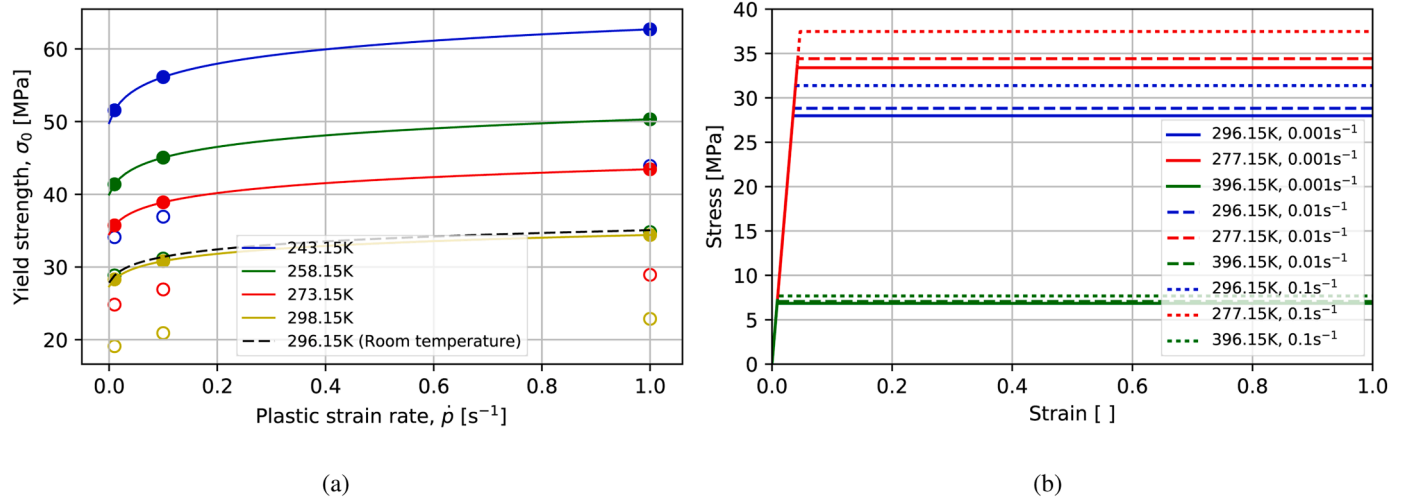 60
50
40
30
20
Yield strength, σ₀ [MPa]
243.15K
258.15K
273.15K
298.15K
296.15K (Room temperature)
0.0 0.2 0.4 0.6 0.8 1.0
Plastic strain rate, ṗ [s⁻¹]
(a)
40
35
30
25
20
15
10
5
0
Stress [MPa]
296.15K, 0.001s⁻¹
277.15K, 0.001s⁻¹
396.15K, 0.001s⁻¹
296.15K, 0.01s⁻¹
277.15K, 0.01s⁻¹
396.15K, 0.01s⁻¹
296.15K, 0.1s⁻¹
277.15K, 0.1s⁻¹
396.15K, 0.1s⁻¹
0.0 0.2 0.4 0.6 0.8 1.0
Strain [ ]
(b)